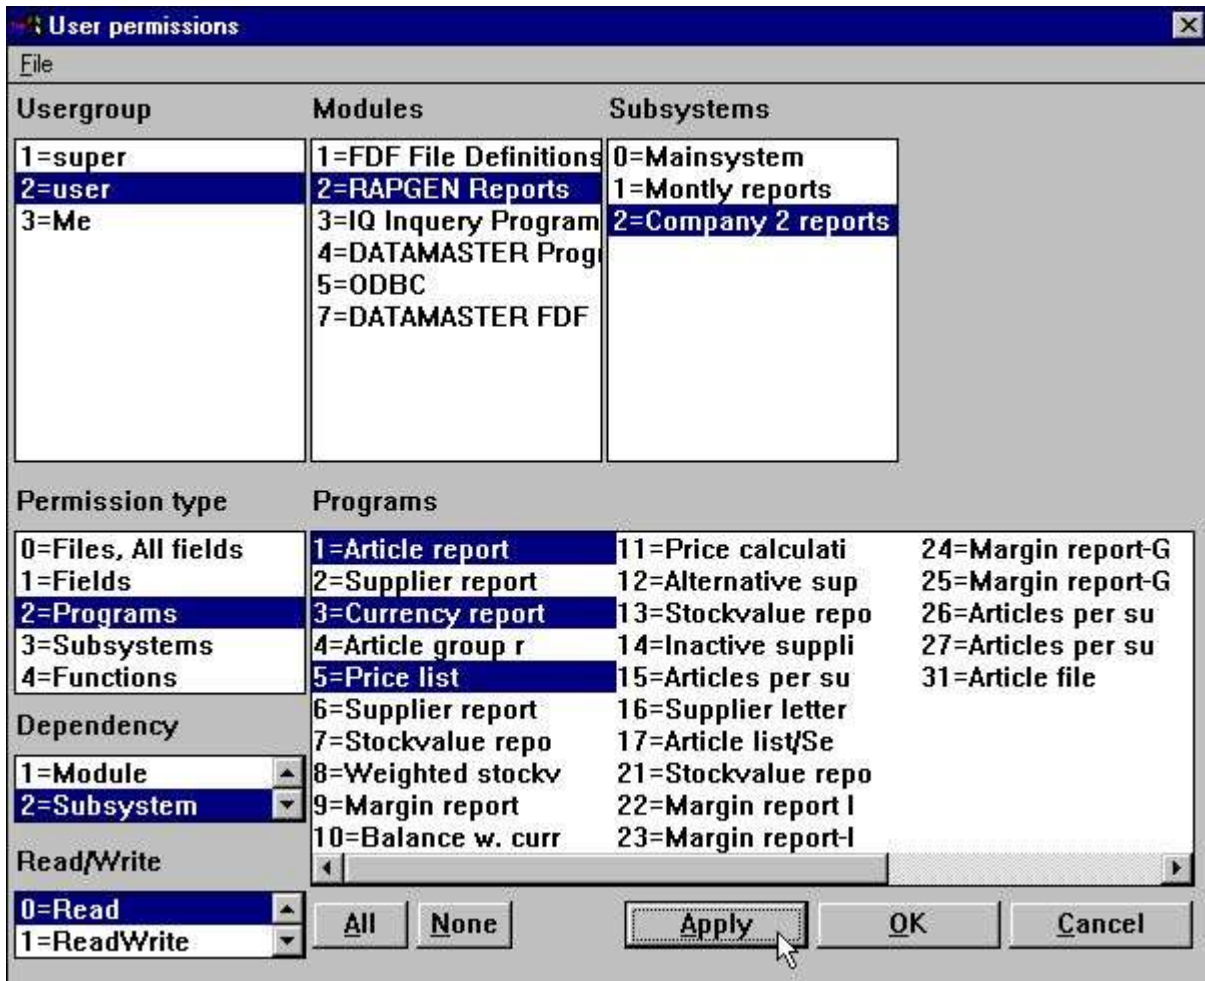 User permissions
File
Usergroup
1=super
2=user
3=Me
Modules
1=FDF File Definitions
2=RAPGEN Reports
3=IQ Inquery Program
4=DATAMASTER Progr
5=ODBC
7=DATAMASTER FDF
Subsystems
0=Mainsystem
1=Montly reports
2=Company 2 reports
Permission type
0=Files, All fields
1=Fields
2=Programs
3=Subsystems
4=Functions
Dependency
1=Module
2=Subsystem
Read/Write
0=Read
1=ReadWrite
Programs
1=Article report
2=Supplier report
3=Currency report
4=Article group r
5=Price list
6=Supplier report
7=Stockvalue repo
8=Weighted stockv
9=Margin report
10=Balance w. curr
11=Price calculati
12=Alternative sup
13=Stockvalue repo
14=Inactive suppli
15=Articles per su
16=Supplier letter
17=Article list/Se
21=Stockvalue repo
22=Margin report I
23=Margin report-I
24=Margin report-G
25=Margin report-G
26=Articles per su
27=Articles per su
31=Article file
All
None
Apply
OK
Cancel